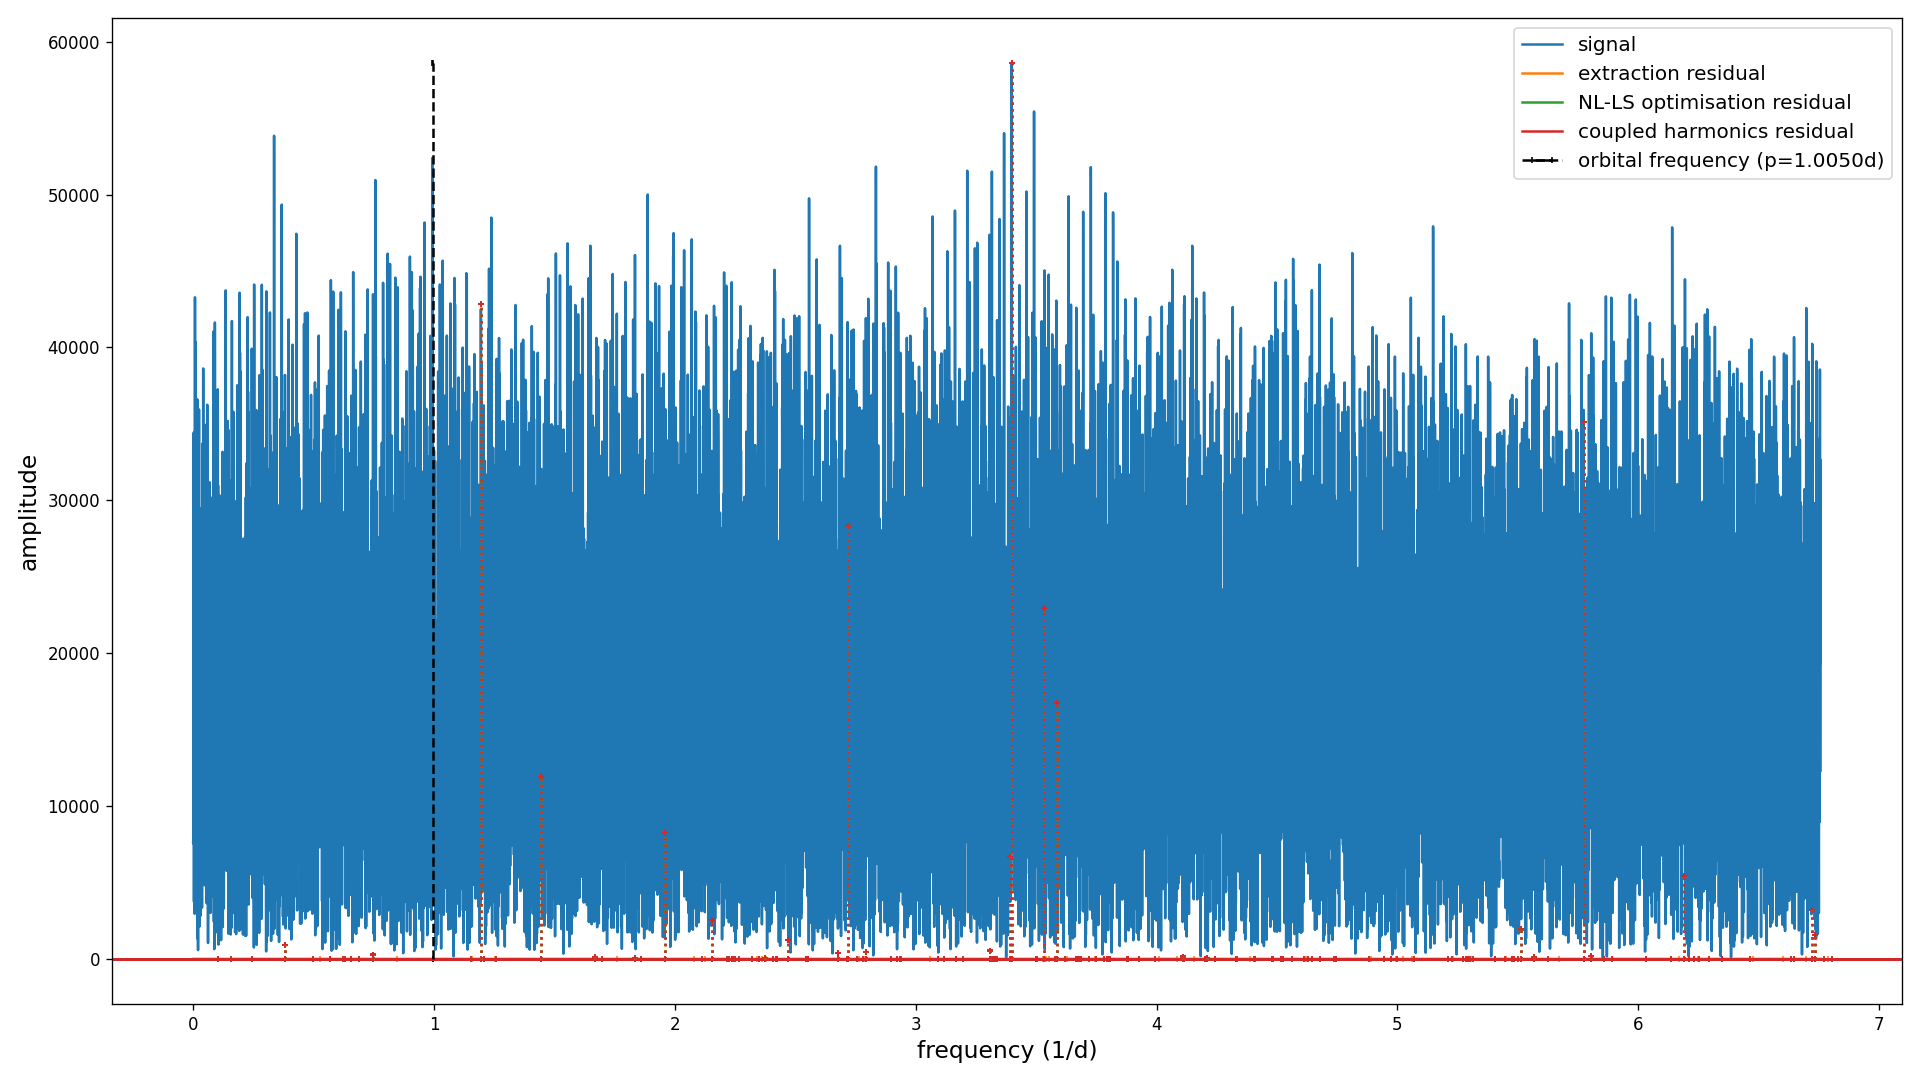 60000
50000
40000
30000
20000
10000
0
amplitude
0 1 2 3 4 5 6 7
frequency (1/d)
signal
extraction residual
NL-LS optimisation residual
coupled harmonics residual
orbital frequency (p=1.0050d)